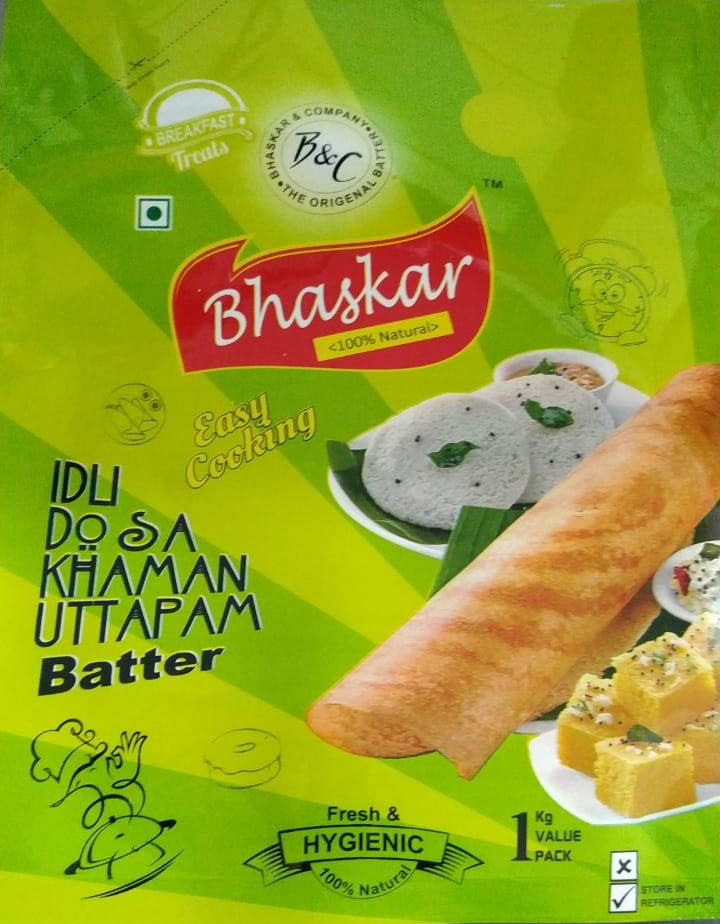 BREAKFAST
Treats
BHASKAR & COMPANY
B&C
THE ORIGENAL BATTER
TM
Bhaskar
<100% Natural>
Easy
Cooking
IDLI
DOSA
KHAMAN
UTTAPAM
Batter
Fresh &
HYGIENIC
100% Natural
1 Kg
VALUE
PACK
STORE IN
REFRIGERATOR